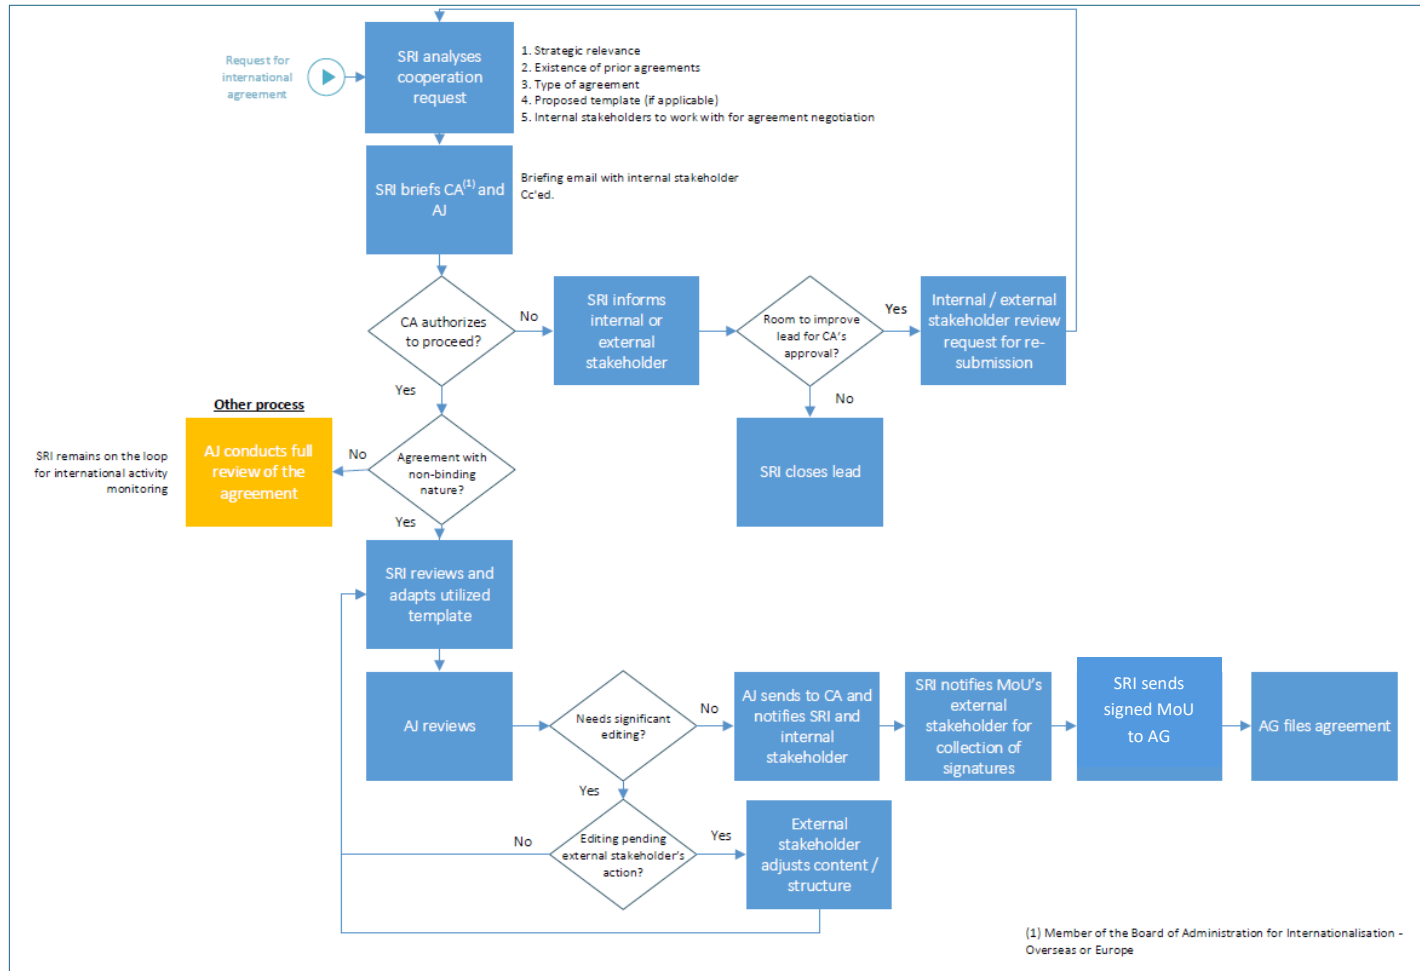 Request for
international
agreement
SRI analyses
cooperation
request
1. Strategic relevance
2. Existence of prior agreements
3. Type of agreement
4. Proposed template (if applicable)
5. Internal stakeholders to work with for agreement negotiation
SRI briefs CA(1) and
AJ
Briefing email with internal stakeholder
Cc'ed.
CA authorizes
to proceed?
No
SRI informs
internal or
external
stakeholder
Room to improve
lead for CA's
approval?
Yes
Internal / external
stakeholder review
request for re-
submission
Yes
No
SRI closes lead
Other process
AJ conducts full
review of the
agreement
SRI remains on the loop
for international activity
monitoring
No
Agreement with
non-binding
nature?
Yes
SRI reviews and
adapts utilized
template
AJ reviews
Needs significant
editing?
No
AJ sends to CA and
notifies SRI and
internal
stakeholder
SRI notifies MoU's
external
stakeholder for
collection of
signatures
SRI sends
signed MoU
to AG
AG files agreement
Yes
No
Editing pending
external stakeholder's
action?
Yes
External
stakeholder
adjusts content /
structure
(1) Member of the Board of Administration for Internationalisation -
Overseas or Europe